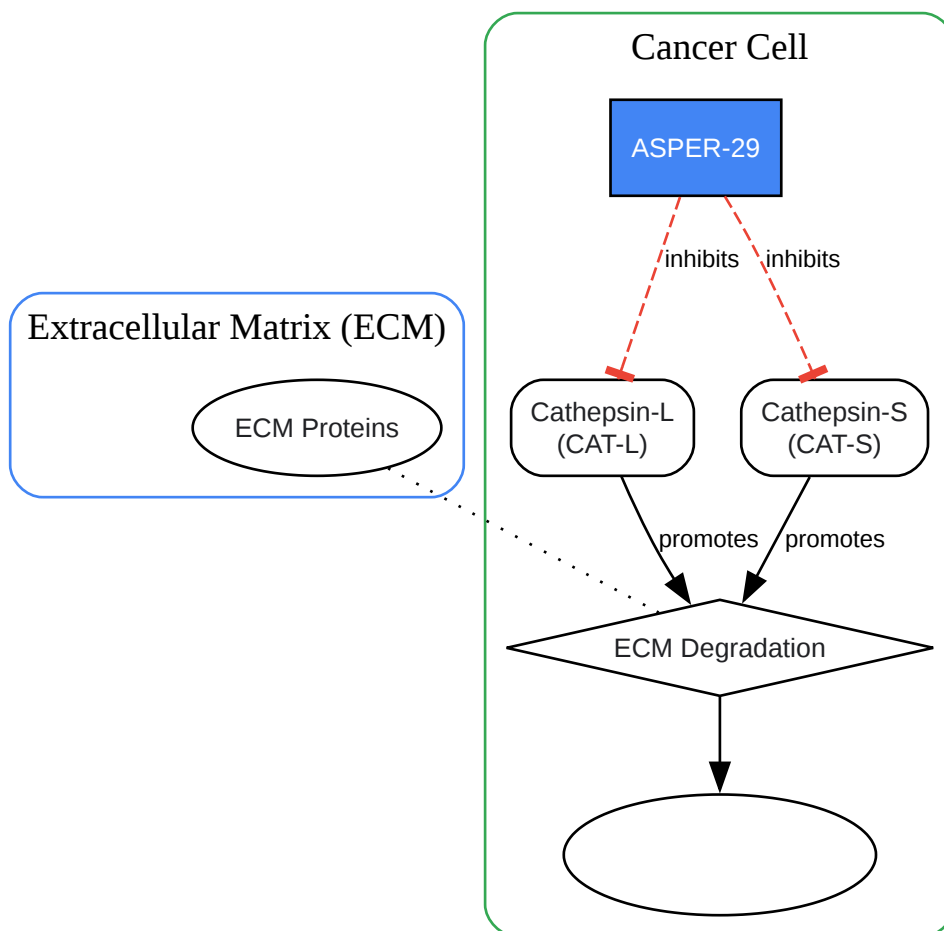 Cancer Cell
ASPER-29
inhibits
inhibits
Extracellular Matrix (ECM)
ECM Proteins
Cathepsin-L
(CAT-L)
Cathepsin-S
(CAT-S)
promotes
promotes
ECM Degradation